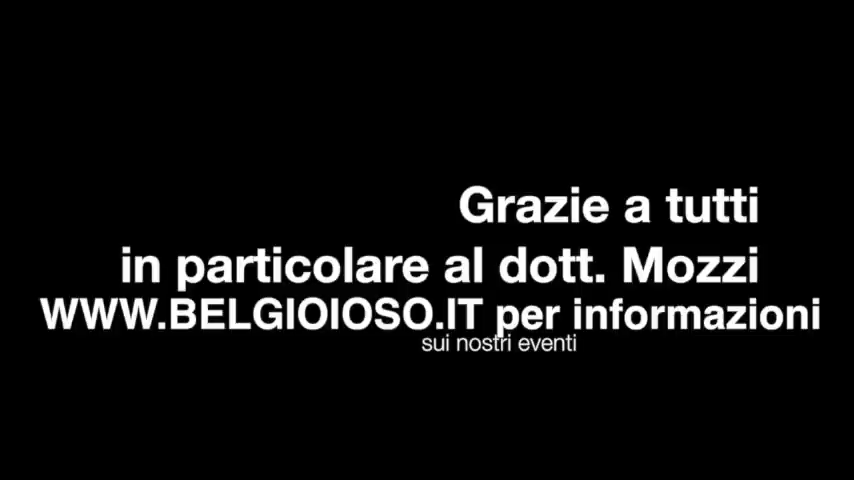 Grazie a tutti
in particolare al dott. Mozzi
WWW.BELGIOIOSO.IT per informazioni
sui nostri eventi